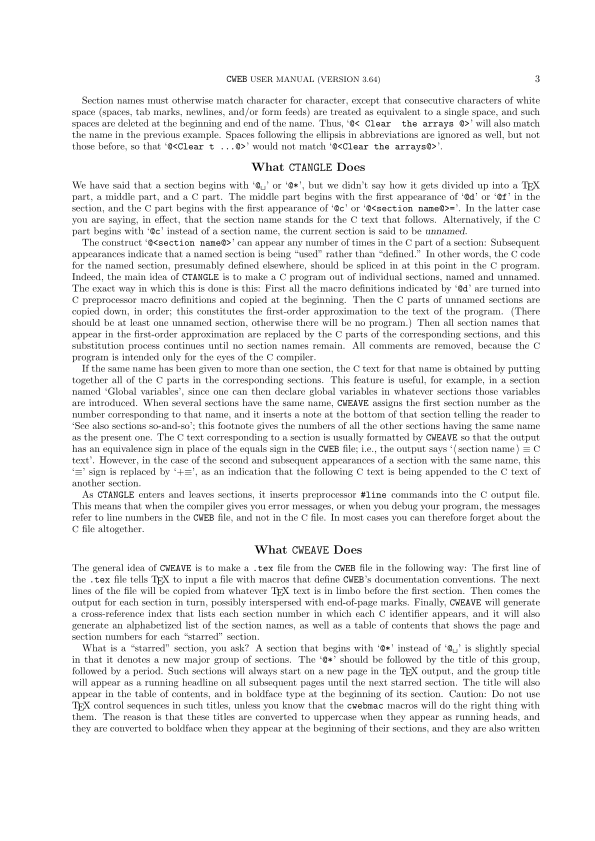 CWEB USER MANUAL (VERSION 3.64) 3
Section names must otherwise match character for character, except that consecutive characters of white
space (spaces, tab marks, newlines, and/or form feeds) are treated as equivalent to a single space, and such
spaces are deleted at the beginning and end of the name. Thus, ‘@< Clear  the arrays @>’ will also match
the name in the previous example. Spaces following the ellipsis in abbreviations are ignored as well, but not
those before, so that ‘@<Clear t ...@>’ would not match ‘@<Clear the arrays@>’.
What CTANGLE Does
We have said that a section begins with ‘@␣’ or ‘@*’, but we didn’t say how it gets divided up into a TEX
part, a middle part, and a C part. The middle part begins with the first appearance of ‘@d’ or ‘@f’ in the
section, and the C part begins with the first appearance of ‘@c’ or ‘@<section name@>=’. In the latter case
you are saying, in effect, that the section name stands for the C text that follows. Alternatively, if the C
part begins with ‘@c’ instead of a section name, the current section is said to be unnamed.
The construct ‘@<section name@>’ can appear any number of times in the C part of a section: Subsequent
appearances indicate that a named section is being “used” rather than “defined.” In other words, the C code
for the named section, presumably defined elsewhere, should be spliced in at this point in the C program.
Indeed, the main idea of CTANGLE is to make a C program out of individual sections, named and unnamed.
The exact way in which this is done is this: First all the macro definitions indicated by ‘@d’ are turned into
C preprocessor macro definitions and copied at the beginning. Then the C parts of unnamed sections are
copied down, in order; this constitutes the first-order approximation to the text of the program. (There
should be at least one unnamed section, otherwise there will be no program.) Then all section names that
appear in the first-order approximation are replaced by the C parts of the corresponding sections, and this
substitution process continues until no section names remain. All comments are removed, because the C
program is intended only for the eyes of the C compiler.
If the same name has been given to more than one section, the C text for that name is obtained by putting
together all of the C parts in the corresponding sections. This feature is useful, for example, in a section
named ‘Global variables’, since one can then declare global variables in whatever sections those variables
are introduced. When several sections have the same name, CWEAVE assigns the first section number as the
number corresponding to that name, and it inserts a note at the bottom of that section telling the reader to
‘See also sections so-and-so’; this footnote gives the numbers of all the other sections having the same name
as the present one. The C text corresponding to a section is usually formatted by CWEAVE so that the output
has an equivalence sign in place of the equals sign in the CWEB file; i.e., the output says ‘⟨section name⟩ ≡ C
text’. However, in the case of the second and subsequent appearances of a section with the same name, this
‘≡’ sign is replaced by ‘+≡’, as an indication that the following C text is being appended to the C text of
another section.
As CTANGLE enters and leaves sections, it inserts preprocessor #line commands into the C output file.
This means that when the compiler gives you error messages, or when you debug your program, the messages
refer to line numbers in the CWEB file, and not in the C file. In most cases you can therefore forget about the
C file altogether.
What CWEAVE Does
The general idea of CWEAVE is to make a .tex file from the CWEB file in the following way: The first line of
the .tex file tells TEX to input a file with macros that define CWEB’s documentation conventions. The next
lines of the file will be copied from whatever TEX text is in limbo before the first section. Then comes the
output for each section in turn, possibly interspersed with end-of-page marks. Finally, CWEAVE will generate
a cross-reference index that lists each section number in which each C identifier appears, and it will also
generate an alphabetized list of the section names, as well as a table of contents that shows the page and
section numbers for each “starred” section.
What is a “starred” section, you ask? A section that begins with ‘@*’ instead of ‘@␣’ is slightly special
in that it denotes a new major group of sections. The ‘@*’ should be followed by the title of this group,
followed by a period. Such sections will always start on a new page in the TEX output, and the group title
will appear as a running headline on all subsequent pages until the next starred section. The title will also
appear in the table of contents, and in boldface type at the beginning of its section. Caution: Do not use
TEX control sequences in such titles, unless you know that the cwebmac macros will do the right thing with
them. The reason is that these titles are converted to uppercase when they appear as running heads, and
they are converted to boldface when they appear at the beginning of their sections, and they are also written